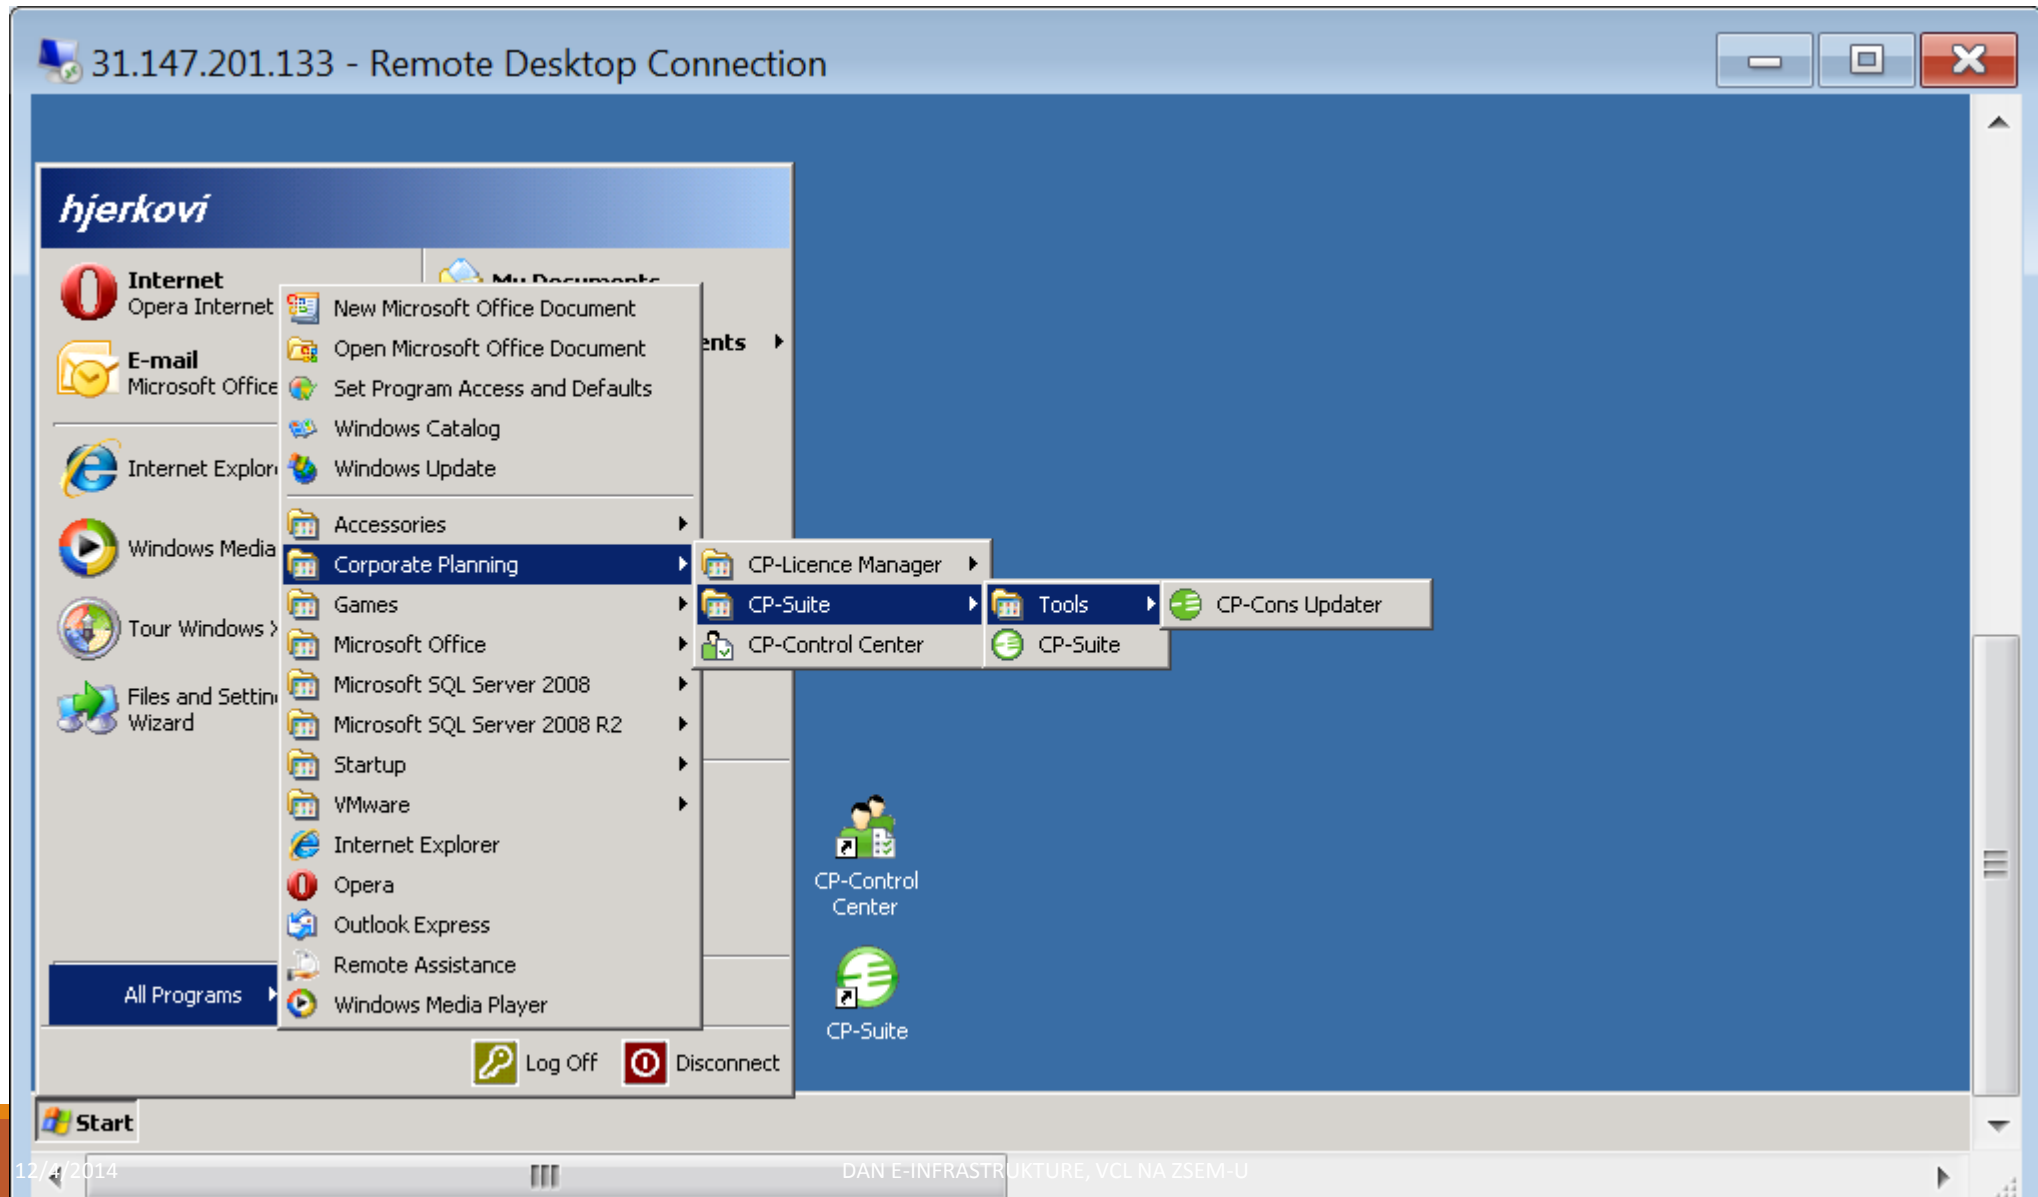 31.147.201.133 - Remote Desktop Connection
hjerkovi
Internet
Opera Internet
E-mail
Microsoft Office
Internet Explor
Windows Media
Tour Windows
Files and Settin
Wizard
All Programs
My Documents
ents
New Microsoft Office Document
Open Microsoft Office Document
Set Program Access and Defaults
Windows Catalog
Windows Update
Accessories
Corporate Planning
Games
Microsoft Office
Microsoft SQL Server 2008
Microsoft SQL Server 2008 R2
Startup
VMware
Internet Explorer
Opera
Outlook Express
Remote Assistance
Windows Media Player
CP-Licence Manager
CP-Suite
CP-Control Center
Tools
CP-Suite
CP-Cons Updater
CP-Control
Center
CP-Suite
Log Off
Disconnect
Start
12/4/2014
DAN E-INFRASTRUKTURE, VCL NA ZSEM-U